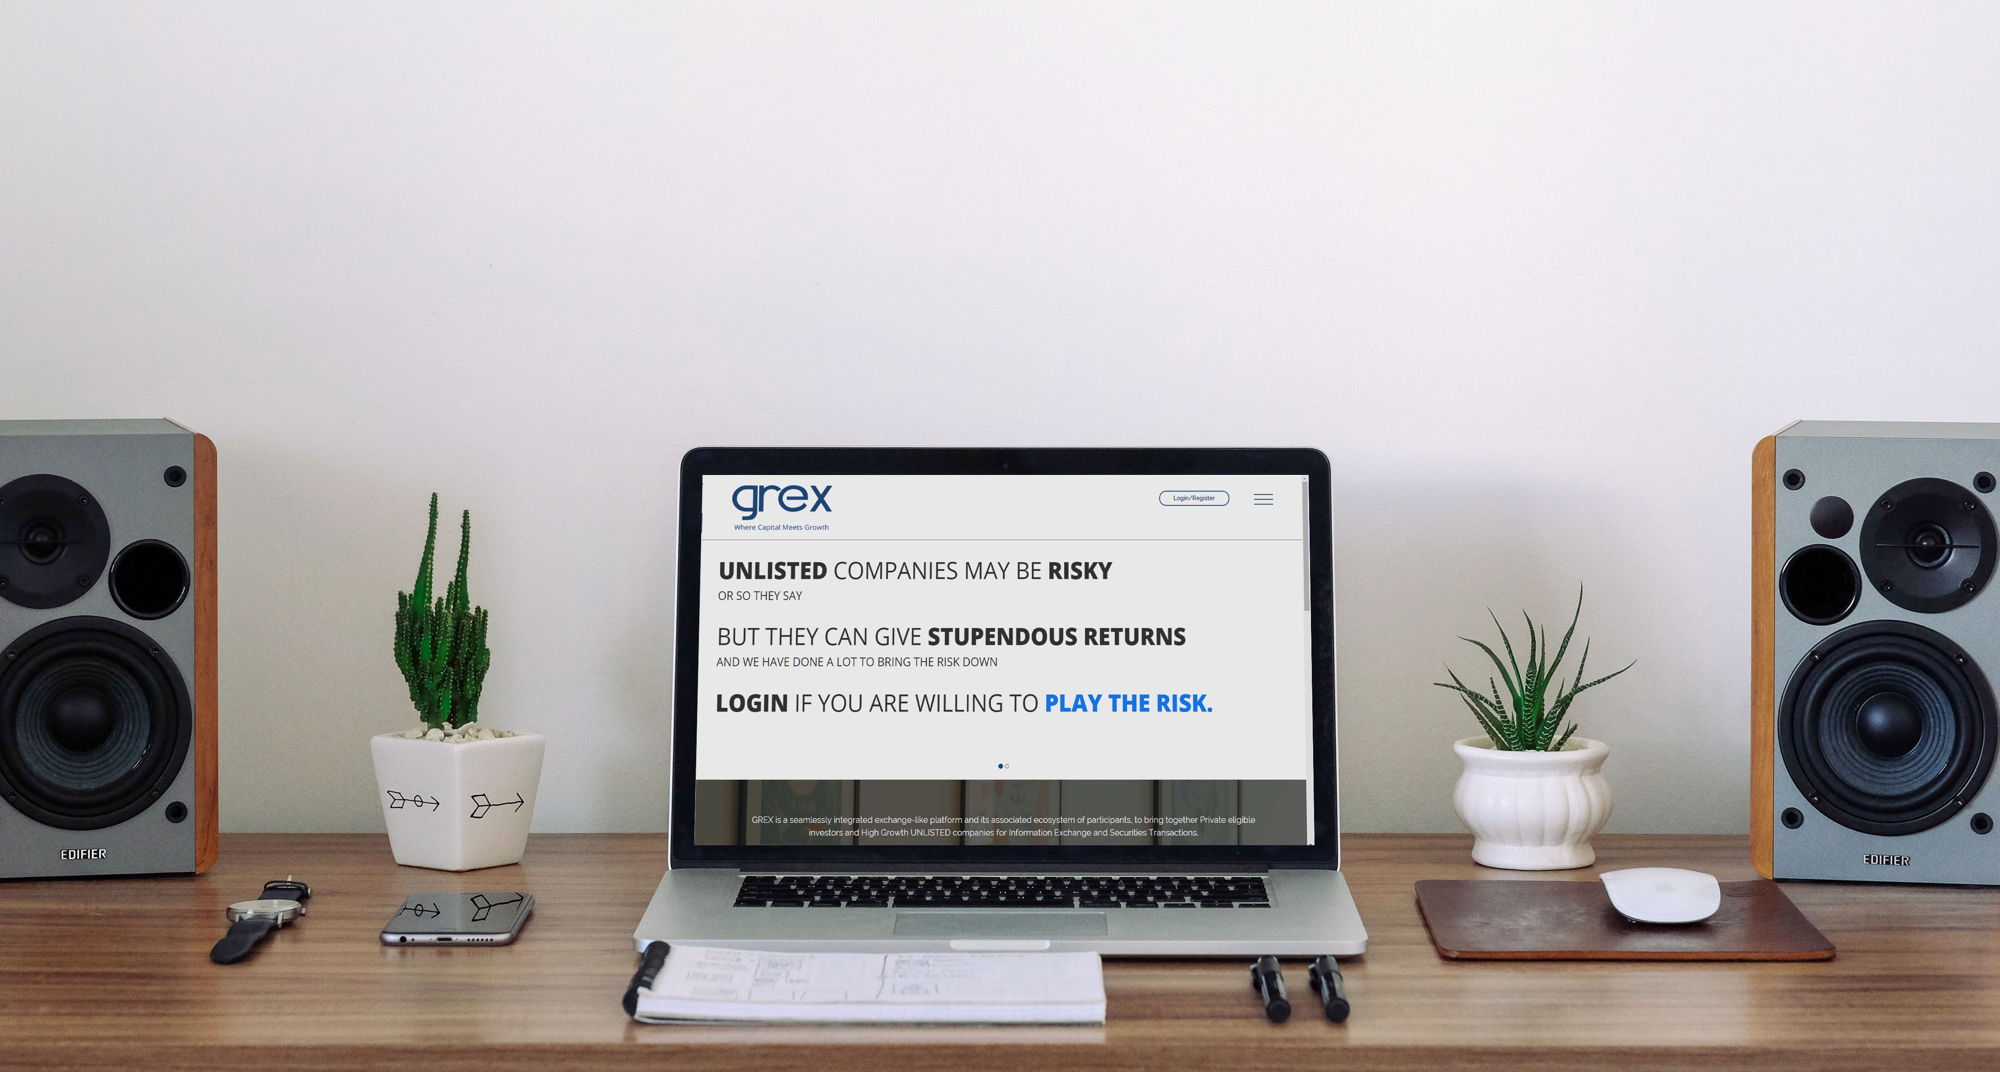 grex
Where Capital Meets Growth
Login/Register
UNLISTED COMPANIES MAY BE RISKY
OR SO THEY SAY
BUT THEY CAN GIVE STUPENDOUS RETURNS
AND WE HAVE DONE A LOT TO BRING THE RISK DOWN
LOGIN IF YOU ARE WILLING TO PLAY THE RISK.
GREX is a seamlessly integrated exchange-like platform and its associated ecosystem of participants, to bring together Private eligible
investors and High Growth UNLISTED companies for Information Exchange and Securities Transactions.
EDIFIER
EDIFIER